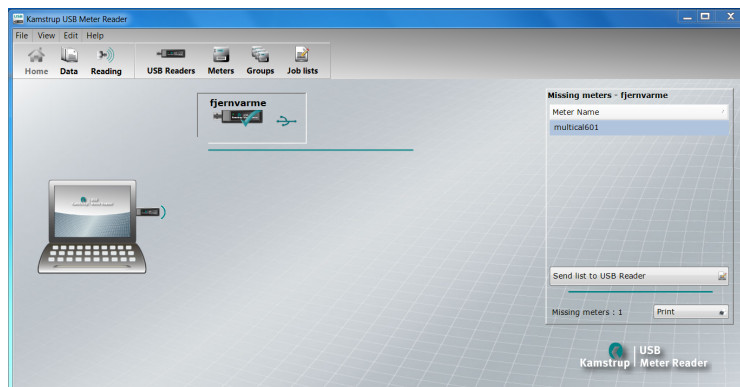 Kamstrup USB Meter Reader
File View Edit Help
Home Data Reading USB Readers Meters Groups Job lists
fjernvarme
Missing meters - fjernvarme
Meter Name
multical601
Send list to USB Reader
Missing meters : 1 Print
USB
Kamstrup Meter Reader